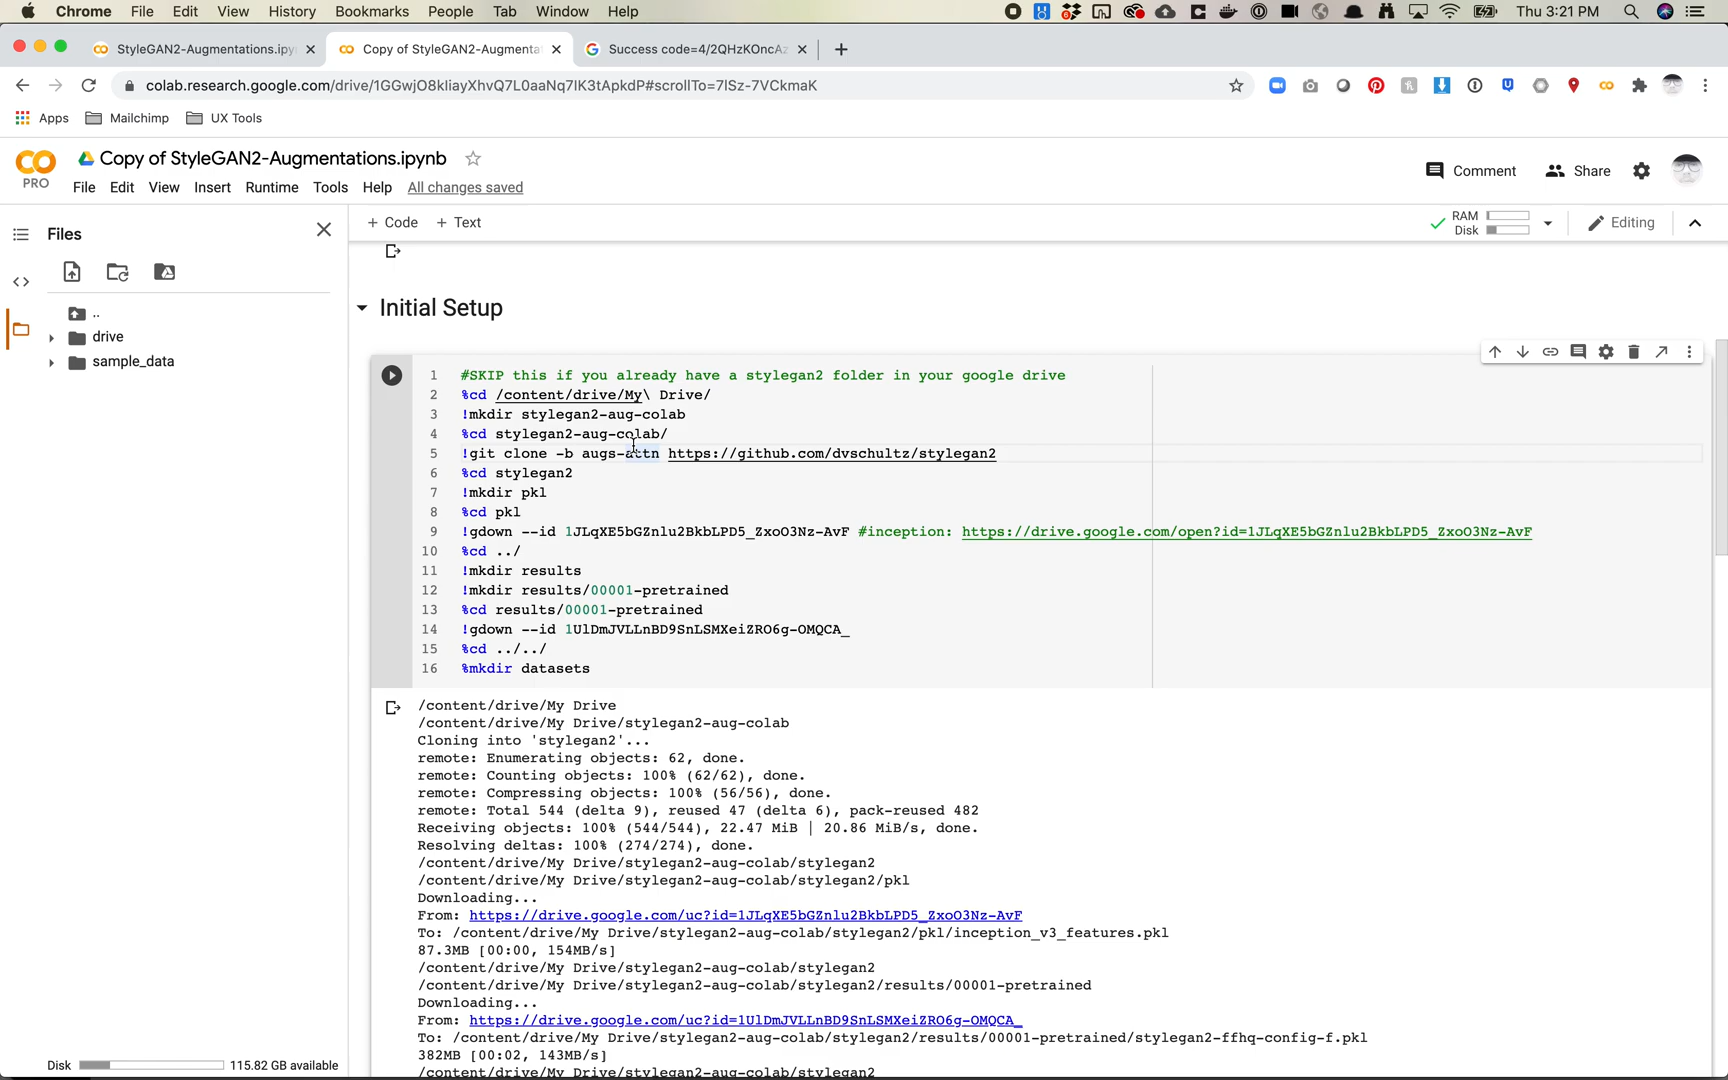 Chrome File Edit View History Bookmarks People Tab Window Help Thu 3:21 PM
StyleGAN2-Augmentations.ipy
Copy of StyleGAN2-Augmenta
Success code=4/2QHzKOncAz
colab.research.google.com/drive/1GGwjO8kIiayXhvQ7L0aaNq7IK3tApkdP#scrollTo=7lSz-7VCkmaK
Apps Mailchimp UX Tools
CO PRO
Copy of StyleGAN2-Augmentations.ipynb
Comment Share
File Edit View Insert Runtime Tools Help All changes saved
Files
+ Code + Text
RAM
Disk
Editing
..
drive
sample_data
Initial Setup
1 #SKIP this if you already have a stylegan2 folder in your google drive
2 %cd /content/drive/My\ Drive/
3 !mkdir stylegan2-aug-colab
4 %cd stylegan2-aug-colab/
5 !git clone -b augs-attn https://github.com/dvschultz/stylegan2
6 %cd stylegan2
7 !mkdir pkl
8 %cd pkl
9 !gdown --id 1JLqXE5bGZnlu2BkbLPD5_ZxoO3Nz-AvF #inception: https://drive.google.com/open?id=1JLqXE5bGZnlu2BkbLPD5_ZxoO3Nz-AvF
10 %cd ../
11 !mkdir results
12 !mkdir results/00001-pretrained
13 %cd results/00001-pretrained
14 !gdown --id 1UlDmJVLLnBD9SnLSMXeiZRO6g-OMQCA_
15 %cd ../../
16 %mkdir datasets
/content/drive/My Drive
/content/drive/My Drive/stylegan2-aug-colab
Cloning into 'stylegan2'...
remote: Enumerating objects: 62, done.
remote: Counting objects: 100% (62/62), done.
remote: Compressing objects: 100% (56/56), done.
remote: Total 544 (delta 9), reused 47 (delta 6), pack-reused 482
Receiving objects: 100% (544/544), 22.47 MiB | 20.86 MiB/s, done.
Resolving deltas: 100% (274/274), done.
/content/drive/My Drive/stylegan2-aug-colab/stylegan2
/content/drive/My Drive/stylegan2-aug-colab/stylegan2/pkl
Downloading...
From: https://drive.google.com/uc?id=1JLqXE5bGZnlu2BkbLPD5_ZxoO3Nz-AvF
To: /content/drive/My Drive/stylegan2-aug-colab/stylegan2/pkl/inception_v3_features.pkl
87.3MB [00:00, 154MB/s]
/content/drive/My Drive/stylegan2-aug-colab/stylegan2
/content/drive/My Drive/stylegan2-aug-colab/stylegan2/results/00001-pretrained
Downloading...
From: https://drive.google.com/uc?id=1UlDmJVLLnBD9SnLSMXeiZRO6g-OMQCA_
To: /content/drive/My Drive/stylegan2-aug-colab/stylegan2/results/00001-pretrained/stylegan2-ffhq-config-f.pkl
382MB [00:02, 143MB/s]
/content/drive/My Drive/stylegan2-aug-colab/stylegan2
Disk 115.82 GB available